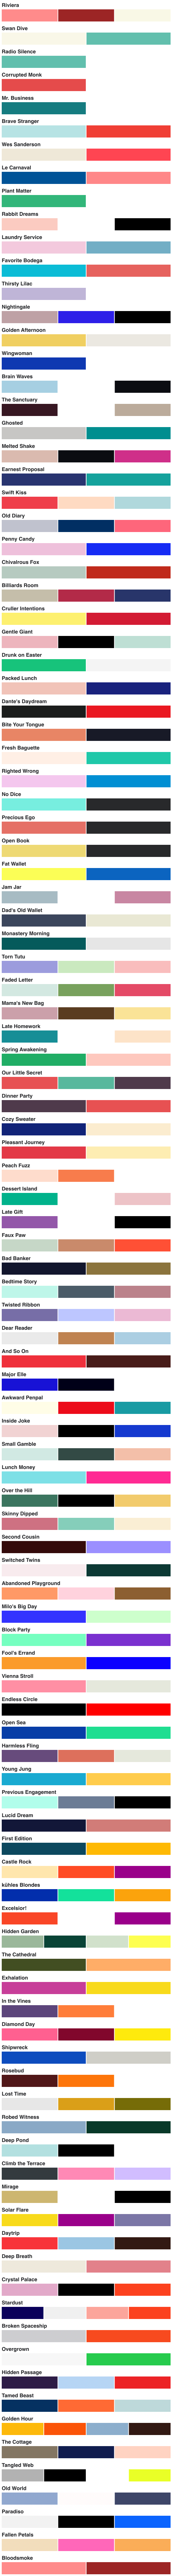 Riviera
Swan Dive
Radio Silence
Corrupted Monk
Mr. Business
Brave Stranger
Wes Sanderson
Le Carnaval
Plant Matter
Rabbit Dreams
Laundry Service
Favorite Bodega
Thirsty Lilac
Nightingale
Golden Afternoon
Wingwoman
Brain Waves
The Sanctuary
Ghosted
Melted Shake
Earnest Proposal
Swift Kiss
Old Diary
Penny Candy
Chivalrous Fox
Billiards Room
Cruller Intentions
Gentle Giant
Drunk on Easter
Packed Lunch
Dante's Daydream
Bite Your Tongue
Fresh Baguette
Righted Wrong
No Dice
Precious Ego
Open Book
Fat Wallet
Jam Jar
Dad's Old Wallet
Monastery Morning
Torn Tutu
Faded Letter
Mama's New Bag
Late Homework
Spring Awakening
Our Little Secret
Dinner Party
Cozy Sweater
Pleasant Journey
Peach Fuzz
Dessert Island
Late Gift
Faux Paw
Bad Banker
Bedtime Story
Twisted Ribbon
Dear Reader
And So On
Major Elle
Awkward Penpal
Inside Joke
Small Gamble
Lunch Money
Over the Hill
Skinny Dipped
Second Cousin
Switched Twins
Abandoned Playground
Milo's Big Day
Block Party
Fool's Errand
Vienna Stroll
Endless Circle
Open Sea
Harmless Fling
Young Jung
Previous Engagement
Lucid Dream
First Edition
Castle Rock
kühles Blondes
Excelsior!
Hidden Garden
The Cathedral
Exhalation
In the Vines
Diamond Day
Shipwreck
Rosebud
Lost Time
Robed Witness
Deep Pond
Climb the Terrace
Mirage
Solar Flare
Daytrip
Deep Breath
Crystal Palace
Stardust
Broken Spaceship
Overgrown
Hidden Passage
Tamed Beast
Golden Hour
The Cottage
Tangled Web
Old World
Paradiso
Fallen Petals
Bloodsmoke